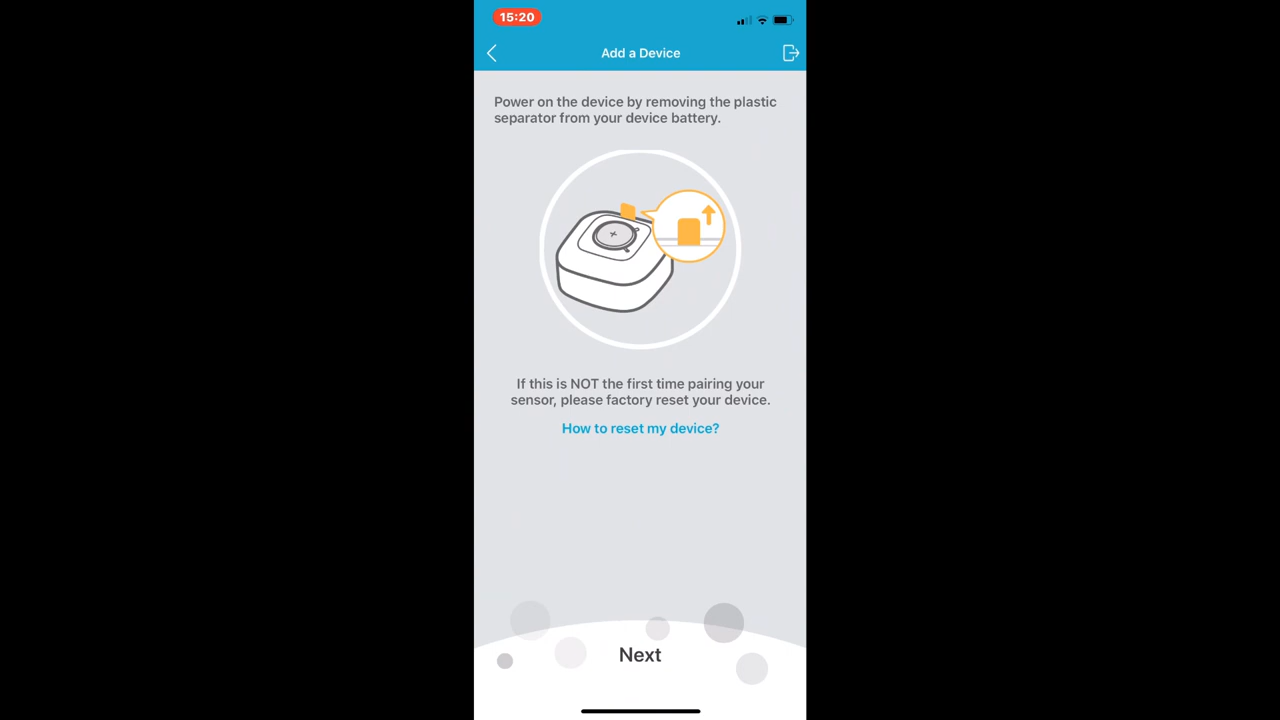 15:20
Add a Device
Power on the device by removing the plastic
separator from your device battery.
If this is NOT the first time pairing your
sensor, please factory reset your device.
How to reset my device?
Next